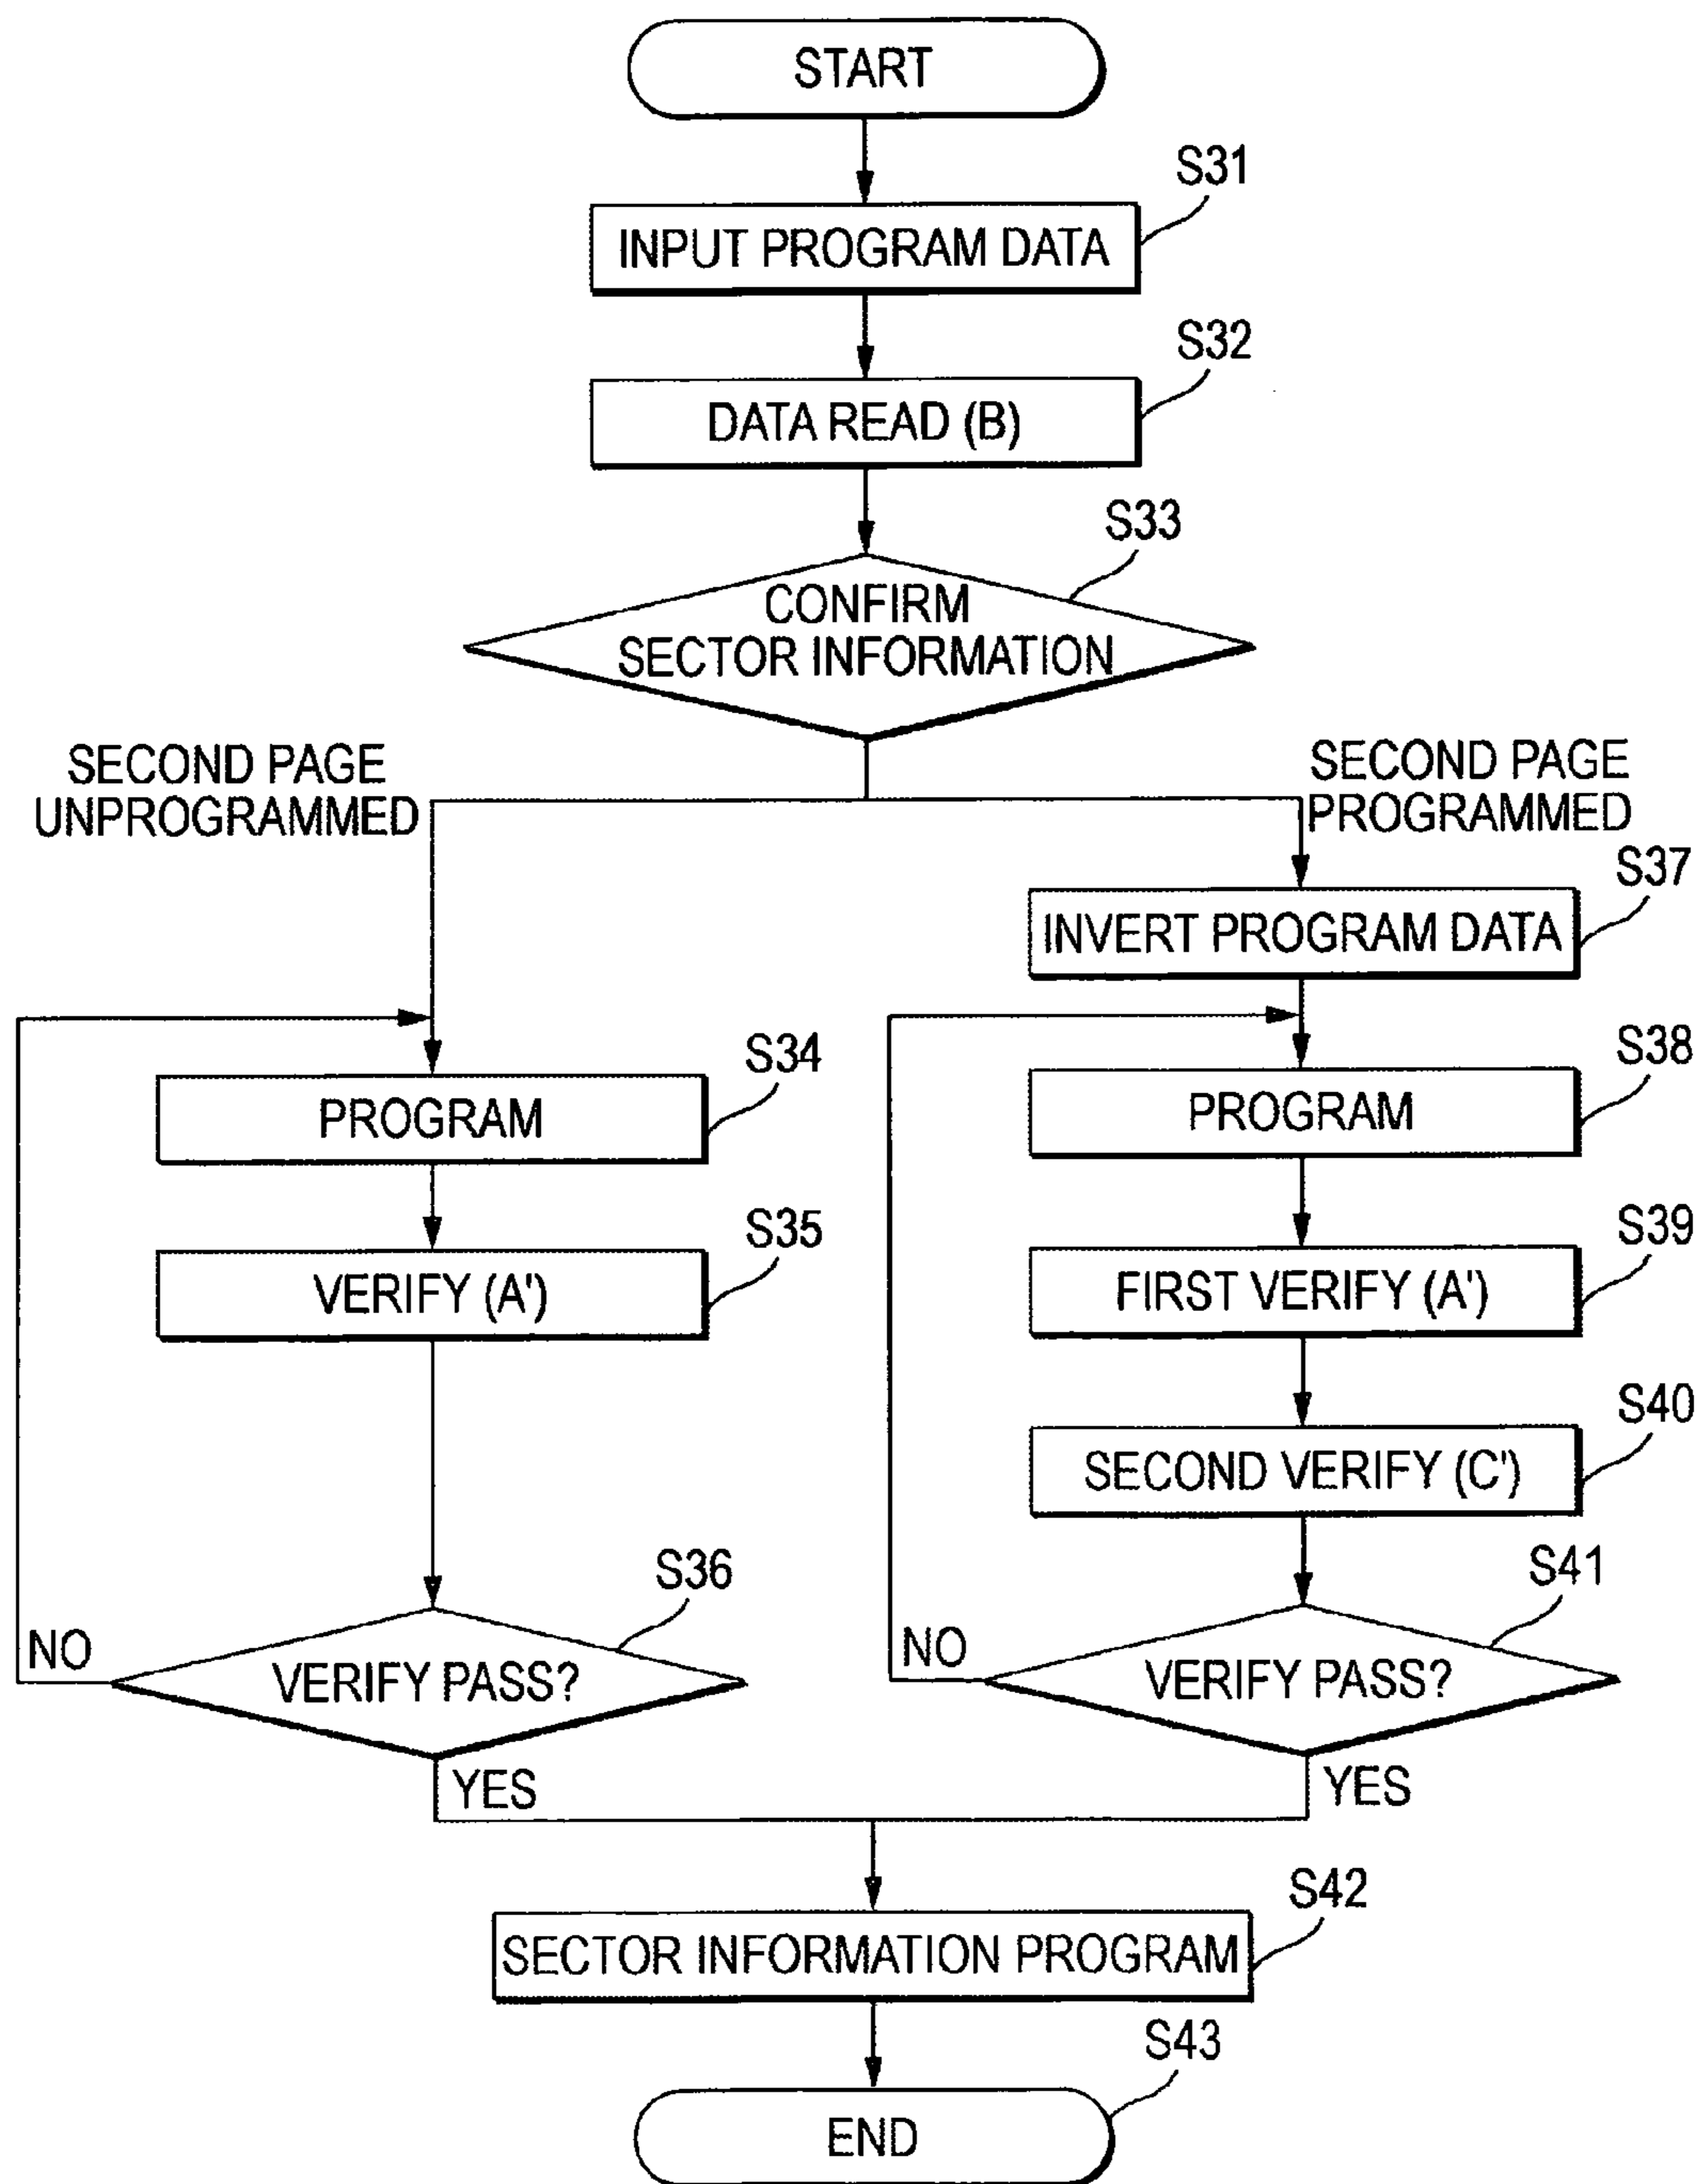 START
S31
INPUT PROGRAM DATA
S32
DATA READ (B)
S33
CONFIRM
SECTOR INFORMATION
SECOND PAGE
UNPROGRAMMED
SECOND PAGE
PROGRAMMED
S37
INVERT PROGRAM DATA
S34
PROGRAM
S38
PROGRAM
S35
VERIFY (A')
S39
FIRST VERIFY (A')
S40
SECOND VERIFY (C')
S36
NO
VERIFY PASS?
YES
S41
NO
VERIFY PASS?
YES
S42
SECTOR INFORMATION PROGRAM
S43
END